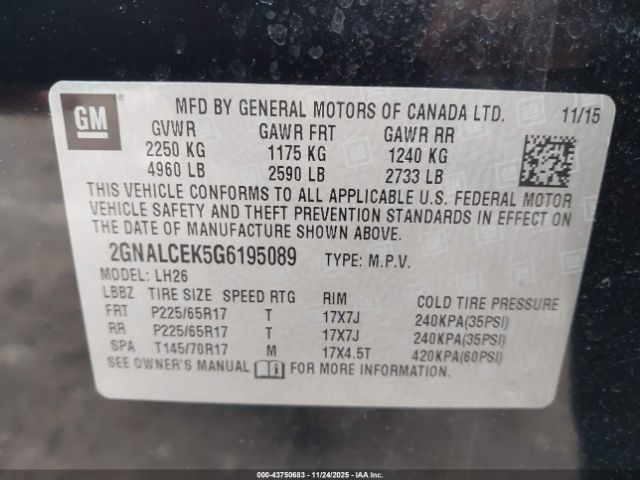 GM
MFD BY GENERAL MOTORS OF CANADA LTD. 11/15
GVWR GAWR FRT GAWR RR
2250 KG 1175 KG 1240 KG
4960 LB 2590 LB 2733 LB
THIS VEHICLE CONFORMS TO ALL APPLICABLE U.S. FEDERAL MOTOR
VEHICLE SAFETY AND THEFT PREVENTION STANDARDS IN EFFECT ON
THE DATE OF MANUFACTURE SHOWN ABOVE.
2GNALCEK5G6195089 TYPE: M.P.V.
MODEL: LH26
LBBZ TIRE SIZE SPEED RTG RIM COLD TIRE PRESSURE
FRT P225/65R17 T 17X7J 240KPA(35PSI)
RR P225/65R17 T 17X7J 240KPA(35PSI)
SPA T145/70R17 M 17X4.5T 420KPA(60PSI)
SEE OWNER'S MANUAL FOR MORE INFORMATION.
000-43750683 - 11/24/2025 - IAAI.COM